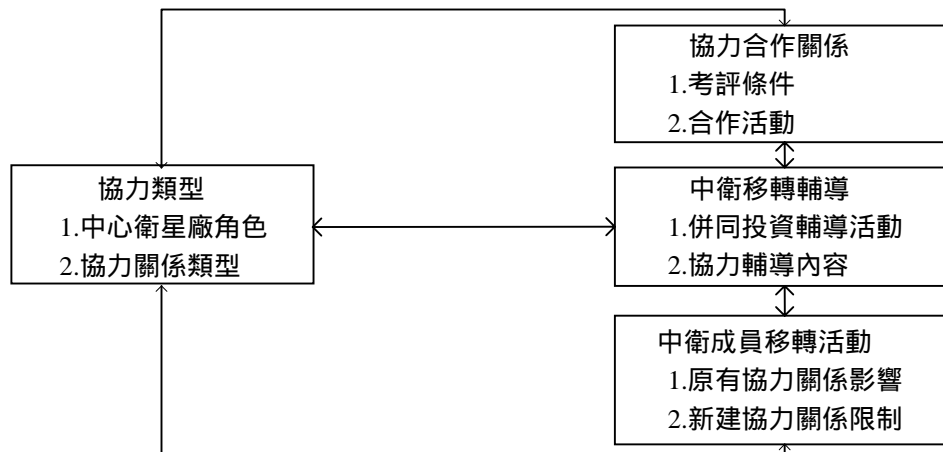 協力合作關係
1.考評條件
2.合作活動
協力類型
1.中心衛星廠角色
2.協力關係類型
中衛移轉輔導
1.併同投資輔導活動
2.協力輔導內容
中衛成員移轉活動
1.原有協力關係影響
2.新建協力關係限制